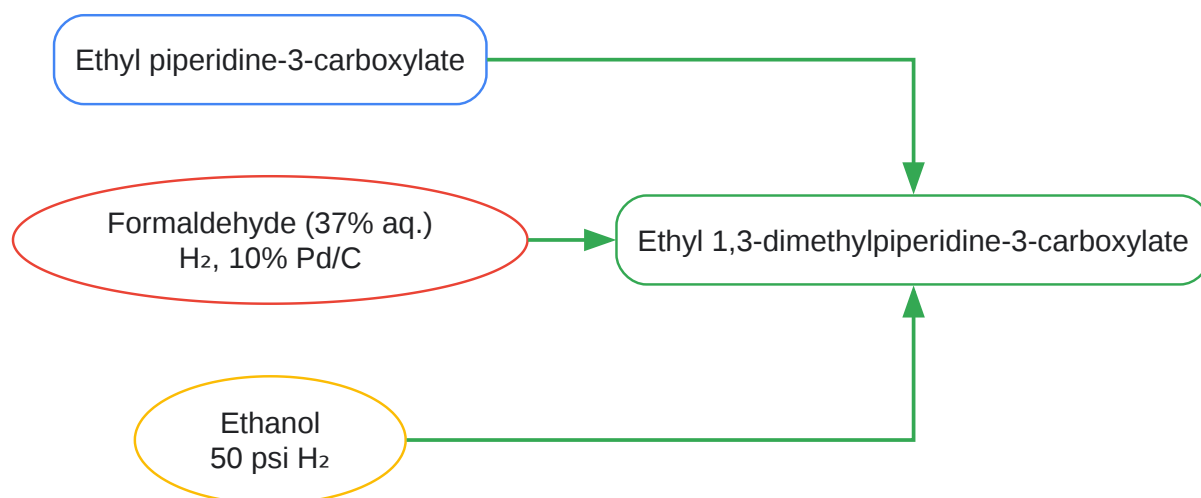 Ethyl piperidine-3-carboxylate
Formaldehyde (37% aq.)
H₂, 10% Pd/C
Ethyl 1,3-dimethylpiperidine-3-carboxylate
Ethanol
50 psi H₂